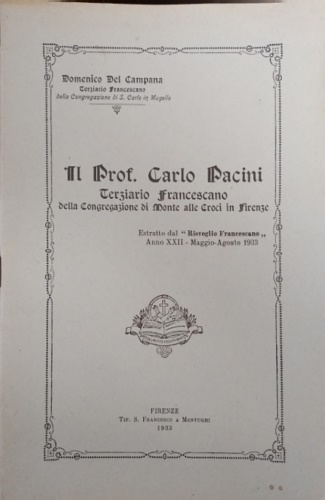 Domenico Del Campana
Terziario Francescano
della Congregazione di S. Carlo in Mugello
Il Prof. Carlo Pacini
Terziario Francescano
della Congregazione di Monte alle Croci in Firenze
Estratto dal "Risveglio Francescano„
Anno XXII - Maggio-Agosto 1933
FIRENZE
Tip. S. Francesco a Montughi
1933